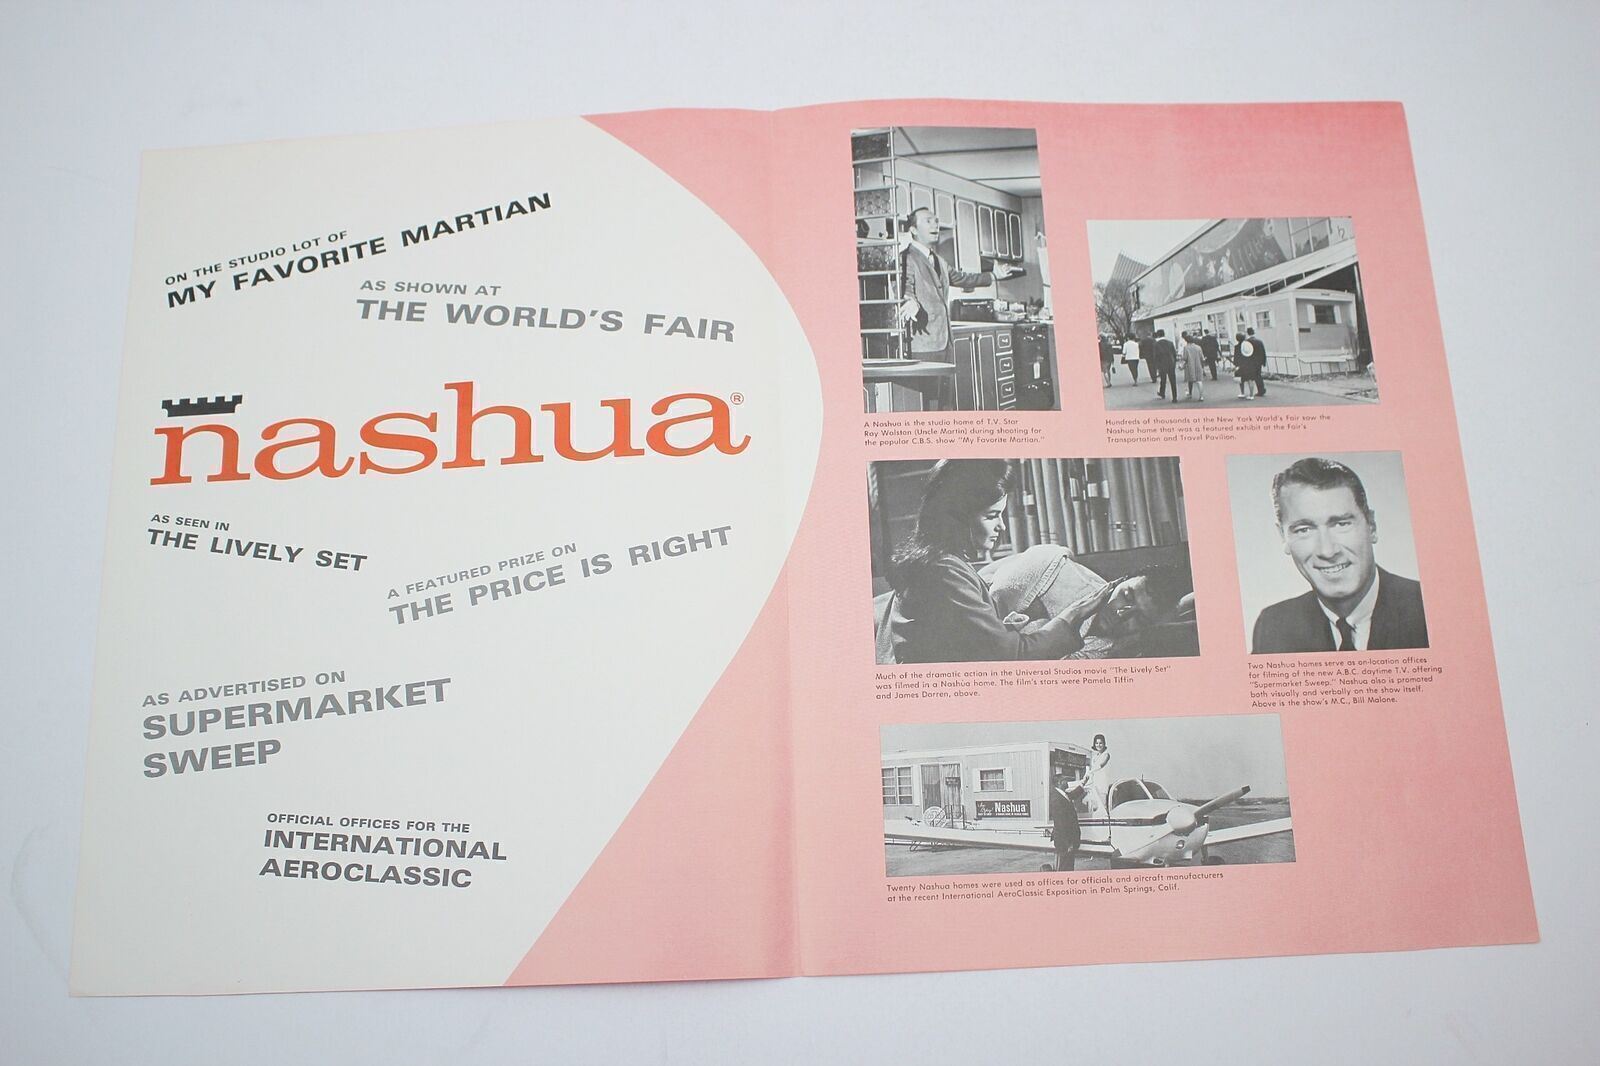 ON THE STUDIO LOT OF
MY FAVORITE MARTIAN
AS SHOWN AT
THE WORLD'S FAIR
nashua®
AS SEEN IN
THE LIVELY SET
A FEATURED PRIZE ON
THE PRICE IS RIGHT
AS ADVERTISED ON
SUPERMARKET
SWEEP
OFFICIAL OFFICES FOR THE
INTERNATIONAL
AEROCLASSIC
A Nashua is the studio home of T.V. Star
Ray Walston (Uncle Martin) during shooting for
the popular C.B.S. show "My Favorite Martian."
Hundreds of thousands at the New York World's Fair saw the
Nashua home that was a featured exhibit at the Fair's
Transportation and Travel Pavilion.
Much of the dramatic action in the Universal Studios movie "The Lively Set"
was filmed in a Nashua home. The film's stars were Pamela Tiffin
and James Darren, above.
Two Nashua homes serve as on-location offices
for filming of the new A.B.C. daytime T.V. offering
"Supermarket Sweep." Nashua also is promoted
both visually and verbally on the show itself.
Above is the show's M.C., Bill Malone.
Nashua
Twenty Nashua homes were used as offices for officials and aircraft manufacturers
at the recent International AeroClassic Exposition in Palm Springs, Calif.